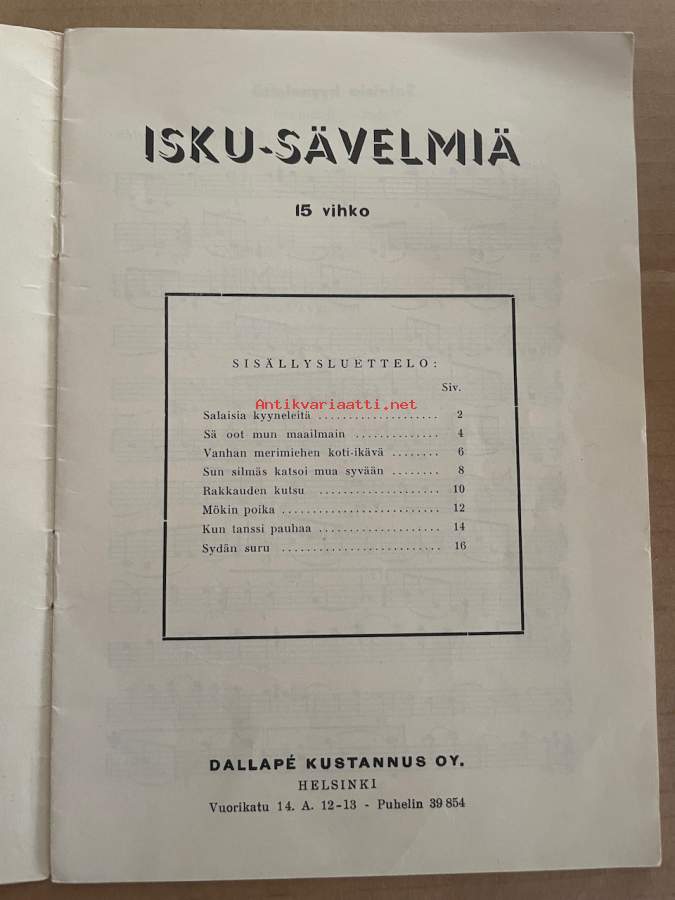 ISKU-SÄVELMIÄ
15 vihko
SISÄLLYSLUETTELO:
Siv.
Antikvariaatti.net
Salaisia kyyneleitä .................... 2
Sä oot mun maailmain .............. 4
Vanhan merimiehen koti-ikävä ........ 6
Sun silmäs katsoi mua syvään ........ 8
Rakkauden kutsu .................... 10
Mökin poika .......................... 12
Kun tanssi pauhaa .................... 14
Sydän suru .......................... 16
DALLAPÉ KUSTANNUS OY.
HELSINKI
Vuorikatu 14. A. 12-13 - Puhelin 39 854